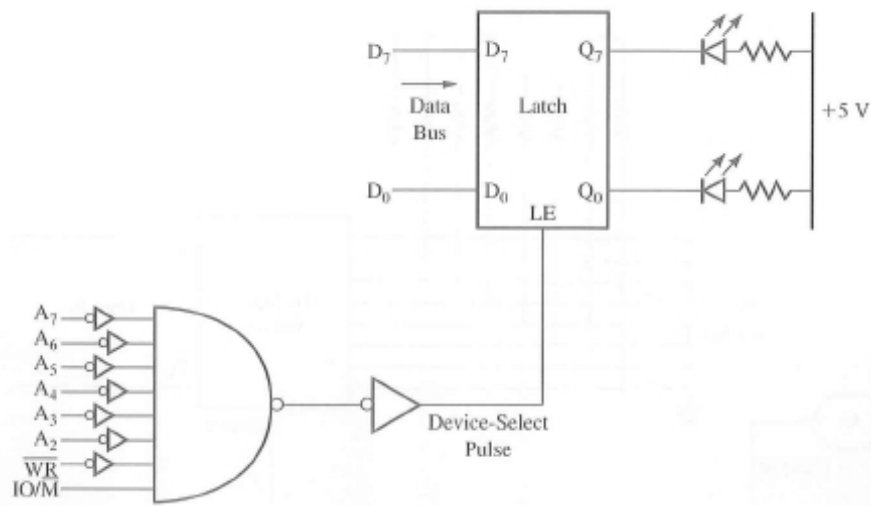 D7 D7 Q7
Data Latch +5 V
Bus
D0 D0 Q0
LE
A7
A6
A5
A4
A3
A2
W̅R̅
IO/M̅
Device-Select
Pulse